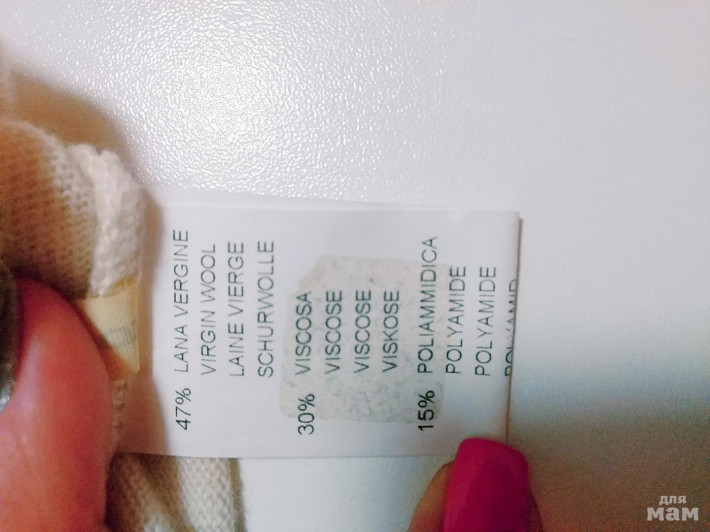 47% LANA VERGINE
VIRGIN WOOL
LAINE VIERGE
SCHURWOLLE
30% VISCOSA
VISCOSE
VISCOSE
VISKOSE
15% POLIAMMIDICA
POLYAMIDE
POLYAMIDE
для
мам